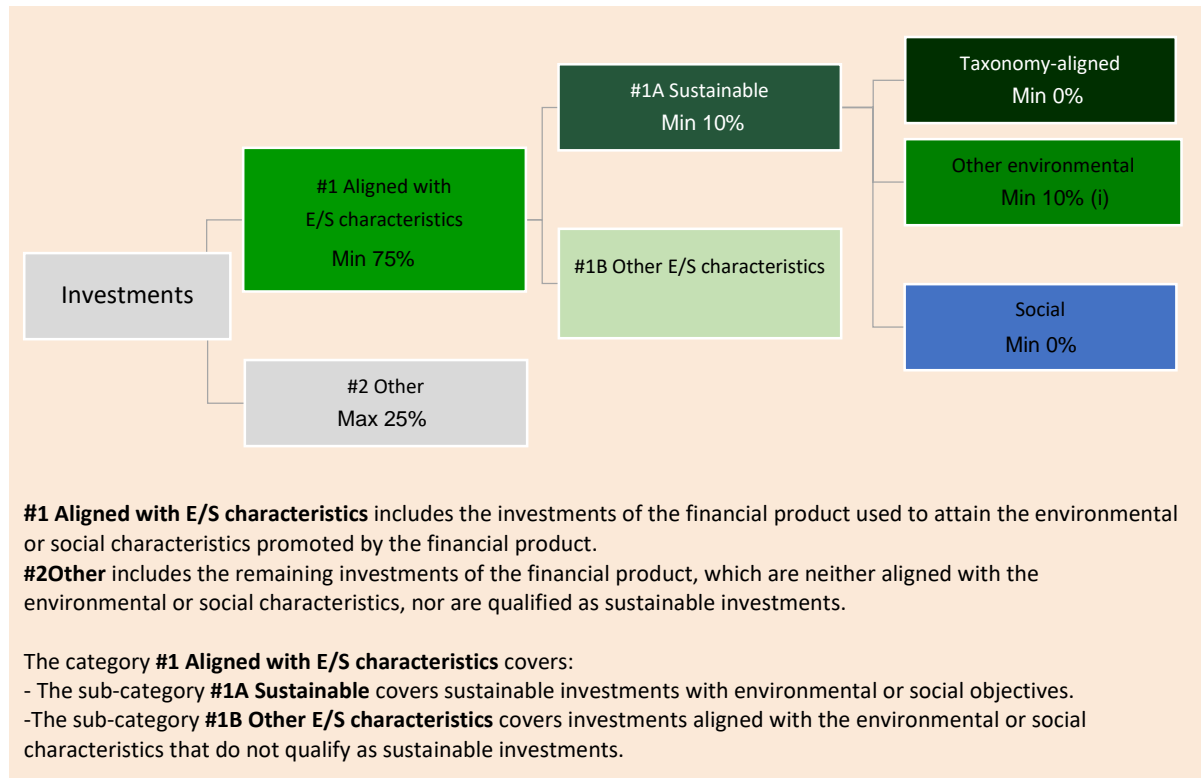 Investments
#1 Aligned with
E/S characteristics
Min 75%
#2 Other
Max 25%
#1A Sustainable
Min 10%
#1B Other E/S characteristics
Taxonomy-aligned
Min 0%
Other environmental
Min 10% (i)
Social
Min 0%
#1 Aligned with E/S characteristics includes the investments of the financial product used to attain the environmental
or social characteristics promoted by the financial product.
#2Other includes the remaining investments of the financial product, which are neither aligned with the
environmental or social characteristics, nor are qualified as sustainable investments.
The category #1 Aligned with E/S characteristics covers:
- The sub-category #1A Sustainable covers sustainable investments with environmental or social objectives.
-The sub-category #1B Other E/S characteristics covers investments aligned with the environmental or social
characteristics that do not qualify as sustainable investments.